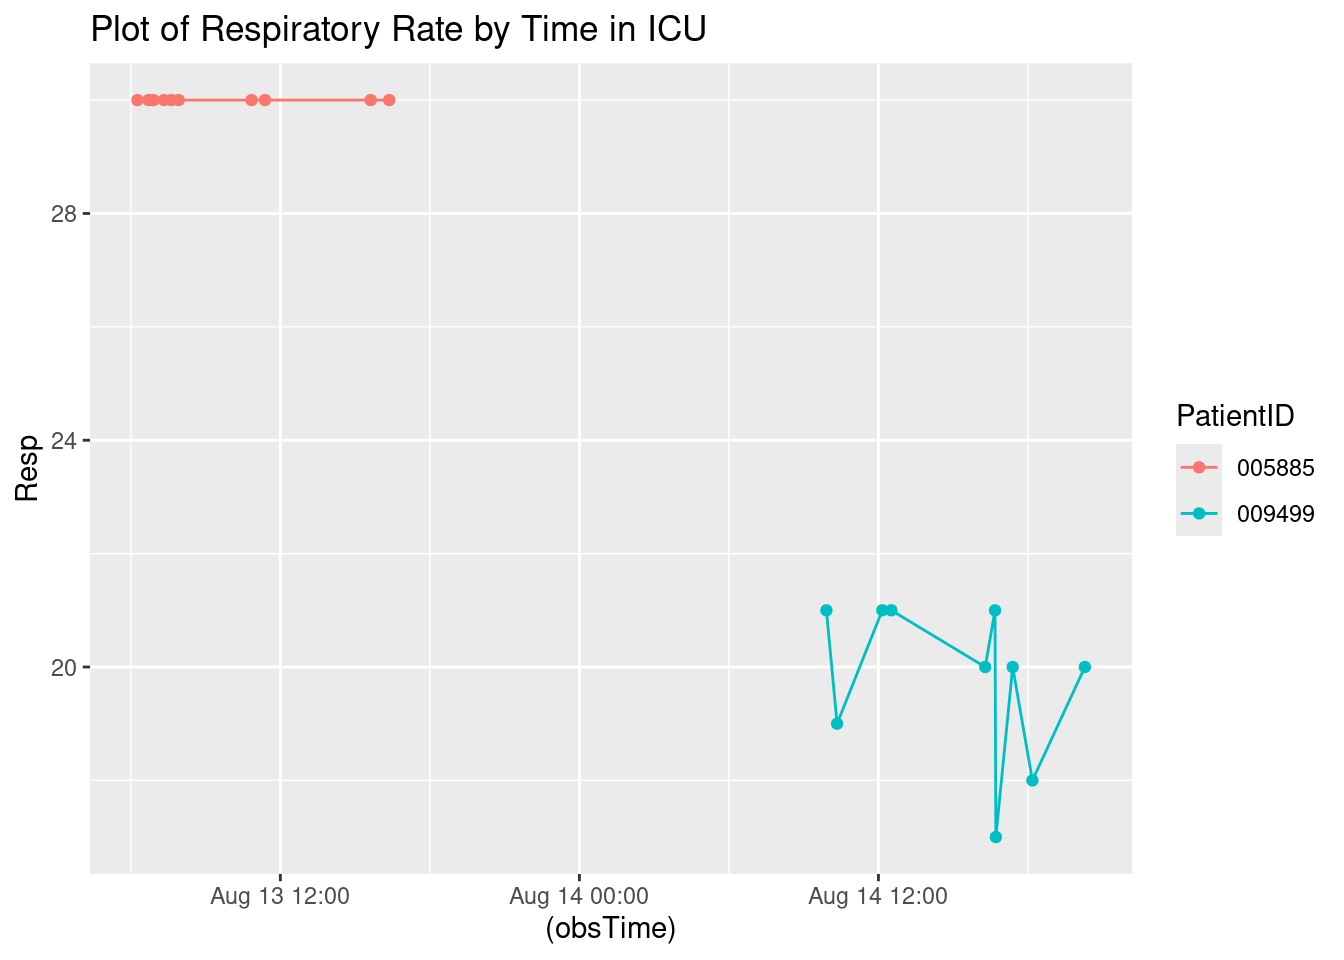 Plot of Respiratory Rate by Time in ICU
28
24
20
Resp
Aug 13 12:00
Aug 14 00:00
Aug 14 12:00
(obsTime)
PatientID
005885
009499